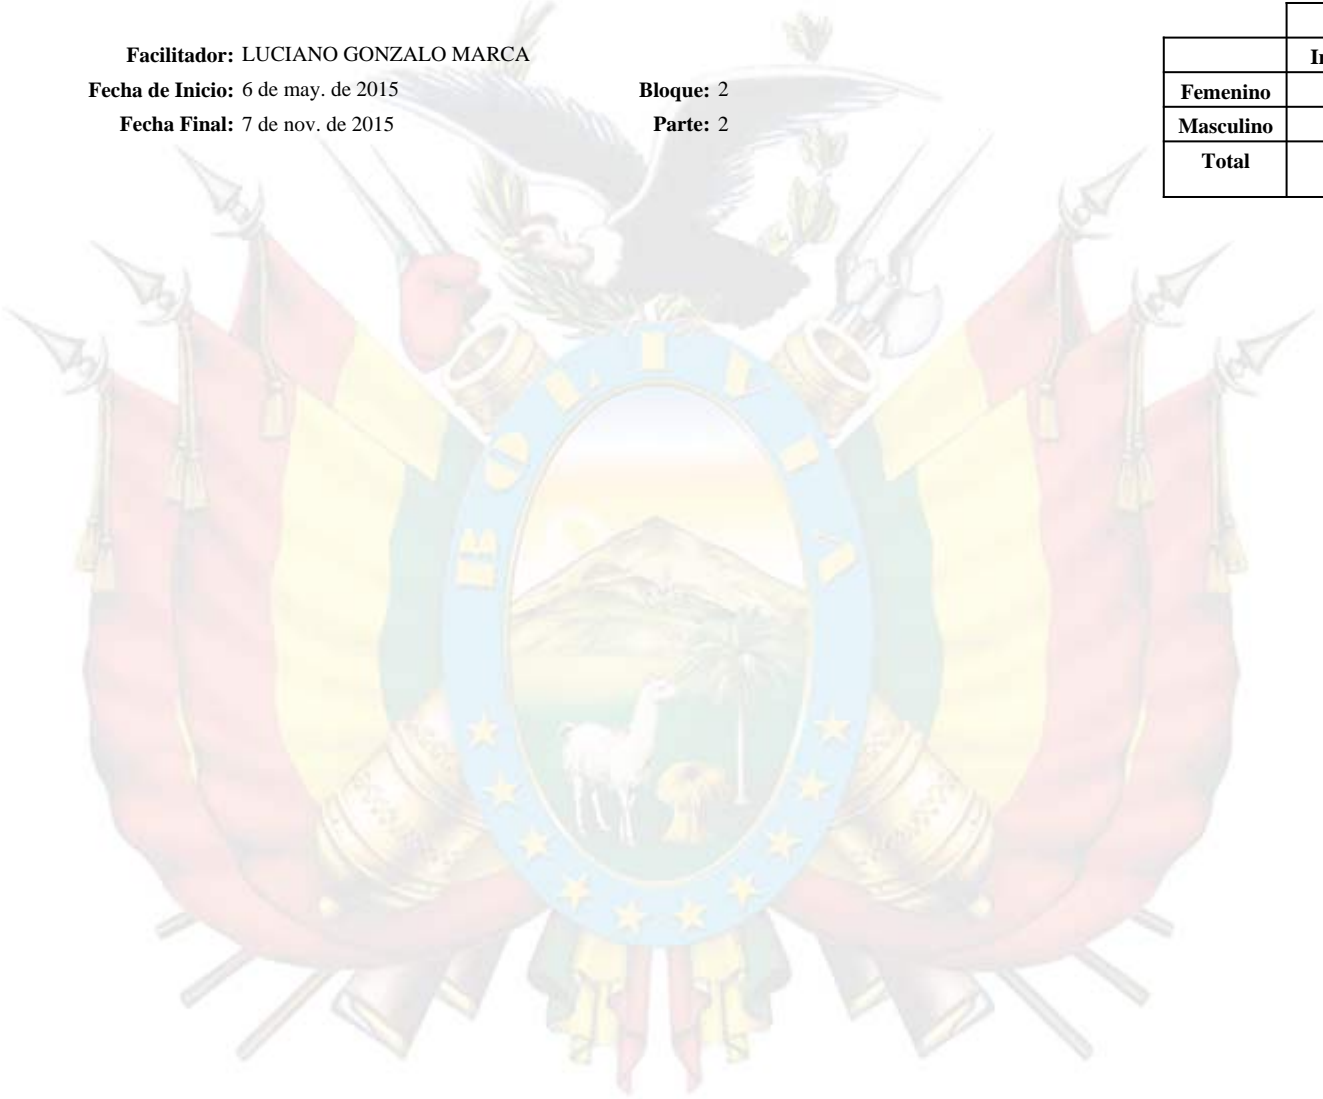 Facilitador: LUCIANO GONZALO MARCA
Fecha de Inicio: 6 de may. de 2015 Bloque: 2
Fecha Final: 7 de nov. de 2015 Parte: 2
Femenino
Masculino
Total
BOLIVIA